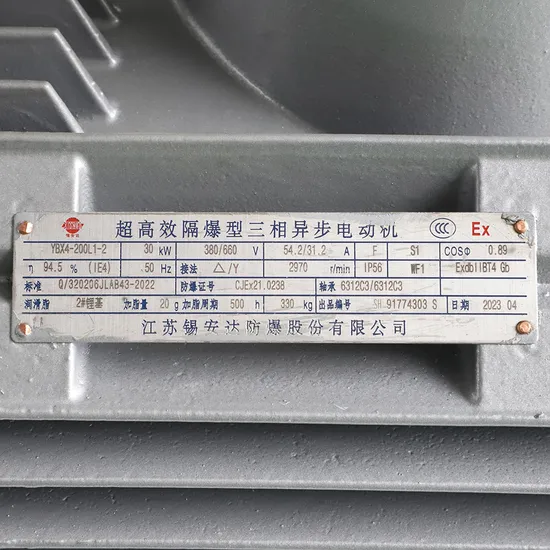 超高效隔爆型三相异步电动机 CCC Ex
YBX4-200L1-2 30 kW 380/660 V 54.2/31.2 A F S1 COSΦ 0.89
η 94.5 % (IE4) 50 Hz 接法 △/Y 2970 r/min IP56 WF1 ExdbIIBT4 Gb
标准 Q/320206JLAB43-2022 防爆证号 CJEx21.0238 轴承 6312C3/6312C3
润滑脂 2#锂基 加脂量 20 g 加脂周期 500 h 重量 330 kg 编号 SH 91774303 S 日期 2023 04
江苏锡安达防爆股份有限公司